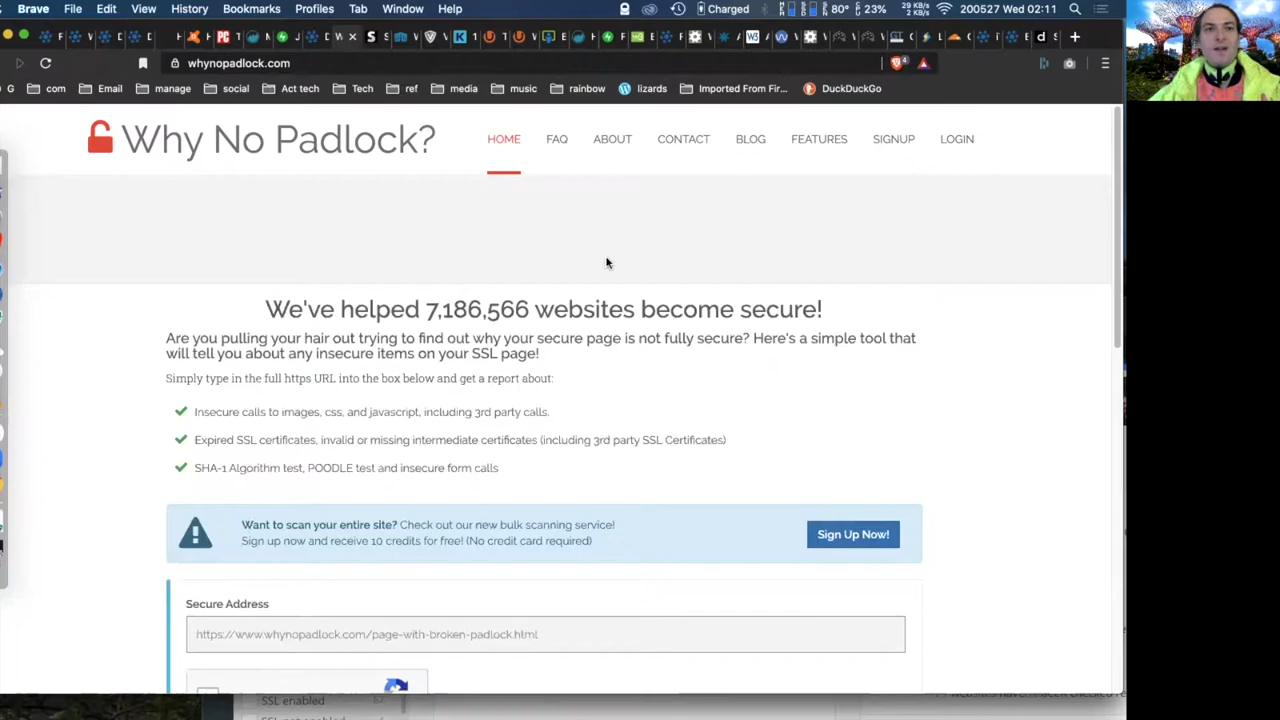 Brave File Edit View History Bookmarks Profiles Tab Window Help Charged 80° 23% 29 KB/s 4 KB/s 200527 Wed 02:11
whynopadlock.com
G com Email manage social Act tech Tech ref media music rainbow lizards Imported From Fir... DuckDuckGo
Why No Padlock? HOME FAQ ABOUT CONTACT BLOG FEATURES SIGNUP LOGIN
We've helped 7,186,566 websites become secure!
Are you pulling your hair out trying to find out why your secure page is not fully secure? Here's a simple tool that
will tell you about any insecure items on your SSL page!
Simply type in the full https URL into the box below and get a report about:
Insecure calls to images, css, and javascript, including 3rd party calls.
Expired SSL certificates, invalid or missing intermediate certificates (including 3rd party SSL Certificates)
SHA-1 Algorithm test, POODLE test and insecure form calls
Want to scan your entire site? Check out our new bulk scanning service!
Sign up now and receive 10 credits for free! (No credit card required)
Sign Up Now!
Secure Address
https://www.whynopadlock.com/page-with-broken-padlock.html
SSL enabled